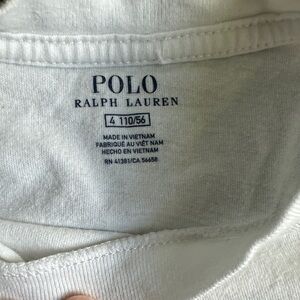 POLO
RALPH LAUREN
4 110/56
MADE IN VIETNAM
FABRIQUÉ AU VIÊT NAM
HECHO EN VIETNAM
RN 41381/CA 56658